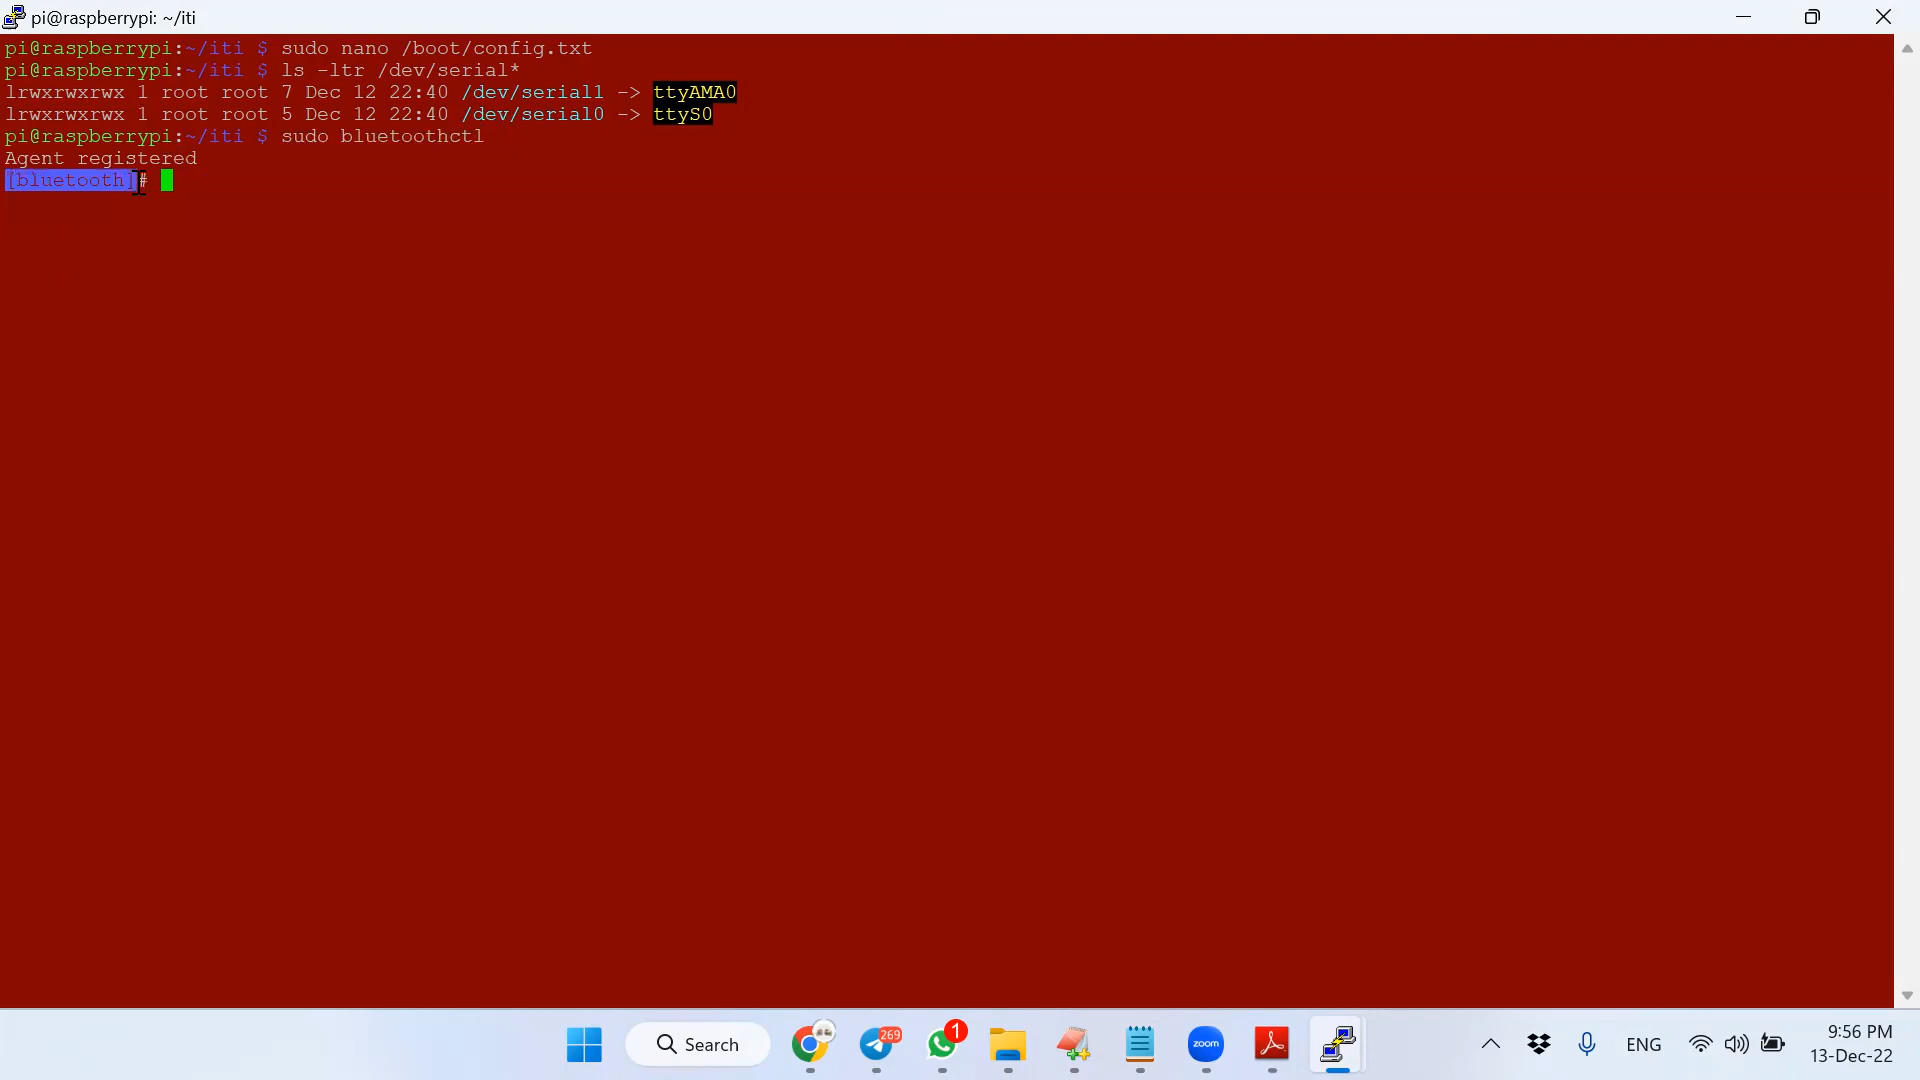 pi@raspberrypi: ~/iti
pi@raspberrypi:~/iti $ sudo nano /boot/config.txt
pi@raspberrypi:~/iti $ ls -ltr /dev/serial*
lrwxrwxrwx 1 root root 7 Dec 12 22:40 /dev/serial1 -> ttyAMA0
lrwxrwxrwx 1 root root 5 Dec 12 22:40 /dev/serial0 -> ttyS0
pi@raspberrypi:~/iti $ sudo bluetoothctl
Agent registered
[bluetooth]#
Search
269
1
zoom
ENG
9:56 PM
13-Dec-22